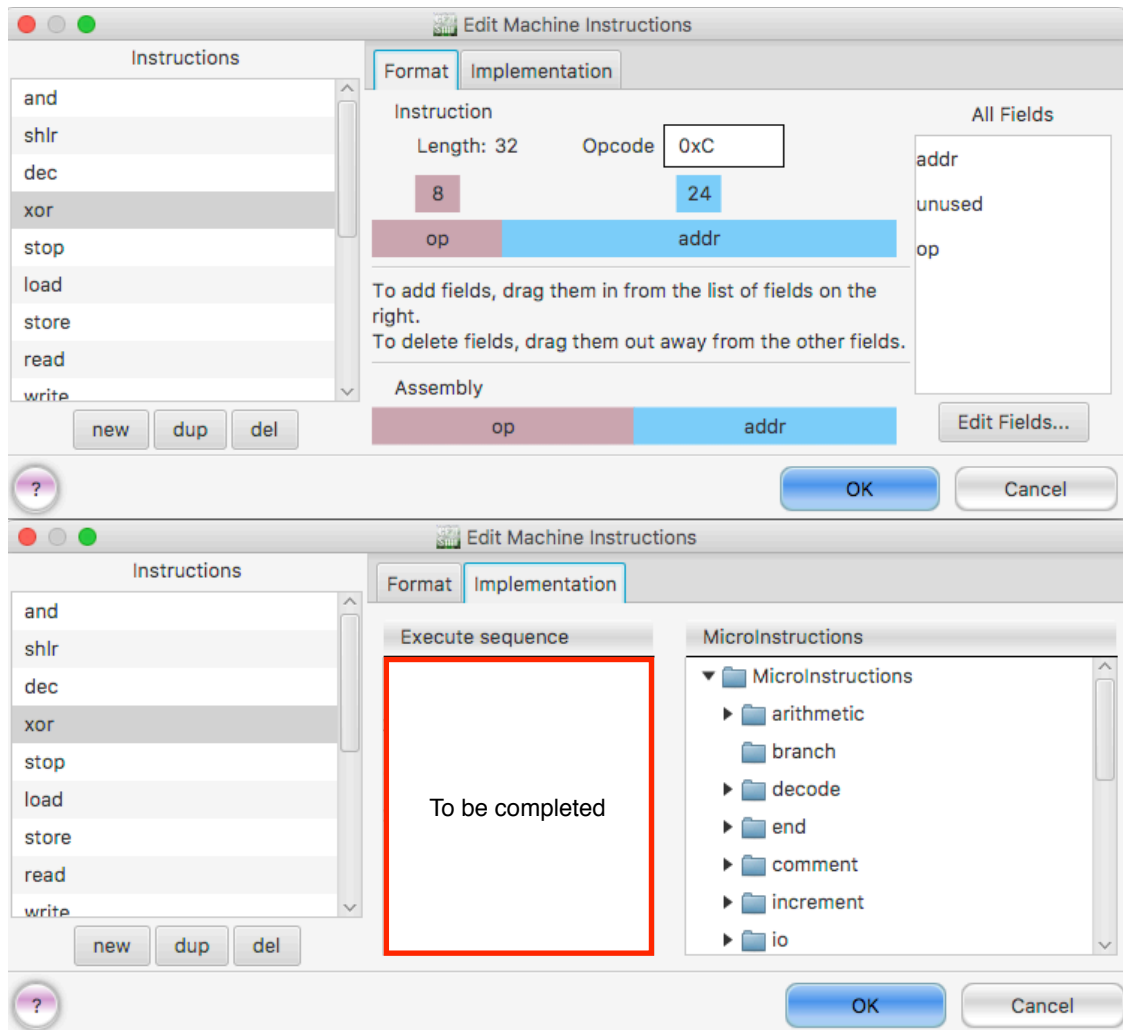 Edit Machine Instructions
Instructions
and
shlr
dec
xor
stop
load
store
read
write
new dup del
Format Implementation
Instruction
Length: 32 Opcode 0xC
8 24
op addr
To add fields, drag them in from the list of fields on the
right.
To delete fields, drag them out away from the other fields.
Assembly
op addr
All Fields
addr
unused
op
Edit Fields...
? OK Cancel
Edit Machine Instructions
Instructions
and
shlr
dec
xor
stop
load
store
read
write
new dup del
Format Implementation
Execute sequence
To be completed
MicroInstructions
MicroInstructions
arithmetic
branch
decode
end
comment
increment
io
? OK Cancel